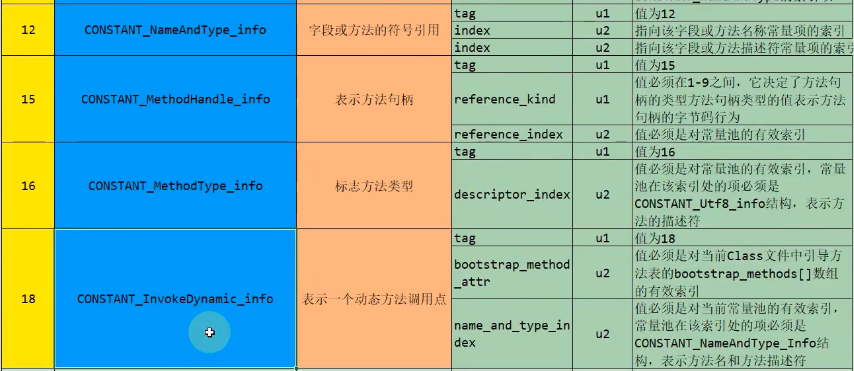 12
CONSTANT_NameAndType_info
字段或方法的符号引用
tag
u1
值为12
index
u2
指向该字段或方法名称常量项的索引
index
u2
指向该字段或方法描述符常量项的索引
15
CONSTANT_MethodHandle_info
表示方法句柄
tag
u1
值为15
reference_kind
u1
值必须在1-9之间，它决定了方法句
柄的类型方法句柄类型的值表示方法
句柄的字节码行为
reference_index
u2
值必须是对常量池的有效索引
16
CONSTANT_MethodType_info
标志方法类型
tag
u1
值为16
descriptor_index
u2
值必须是对常量池的有效索引，常量
池在该索引处的项必须是
CONSTANT_Utf8_info结构，表示方
法的描述符
18
CONSTANT_InvokeDynamic_info
表示一个动态方法调用点
tag
u1
值为18
bootstrap_method
_attr
u2
值必须是对当前Class文件中引导方
法表的bootstrap_methods[]数组
的有效索引
name_and_type_in
dex
u2
值必须是对当前常量池的有效索引，
常量池在该索引处的项必须是
CONSTANT_NameAndType_Info结
构，表示方法名和方法描述符